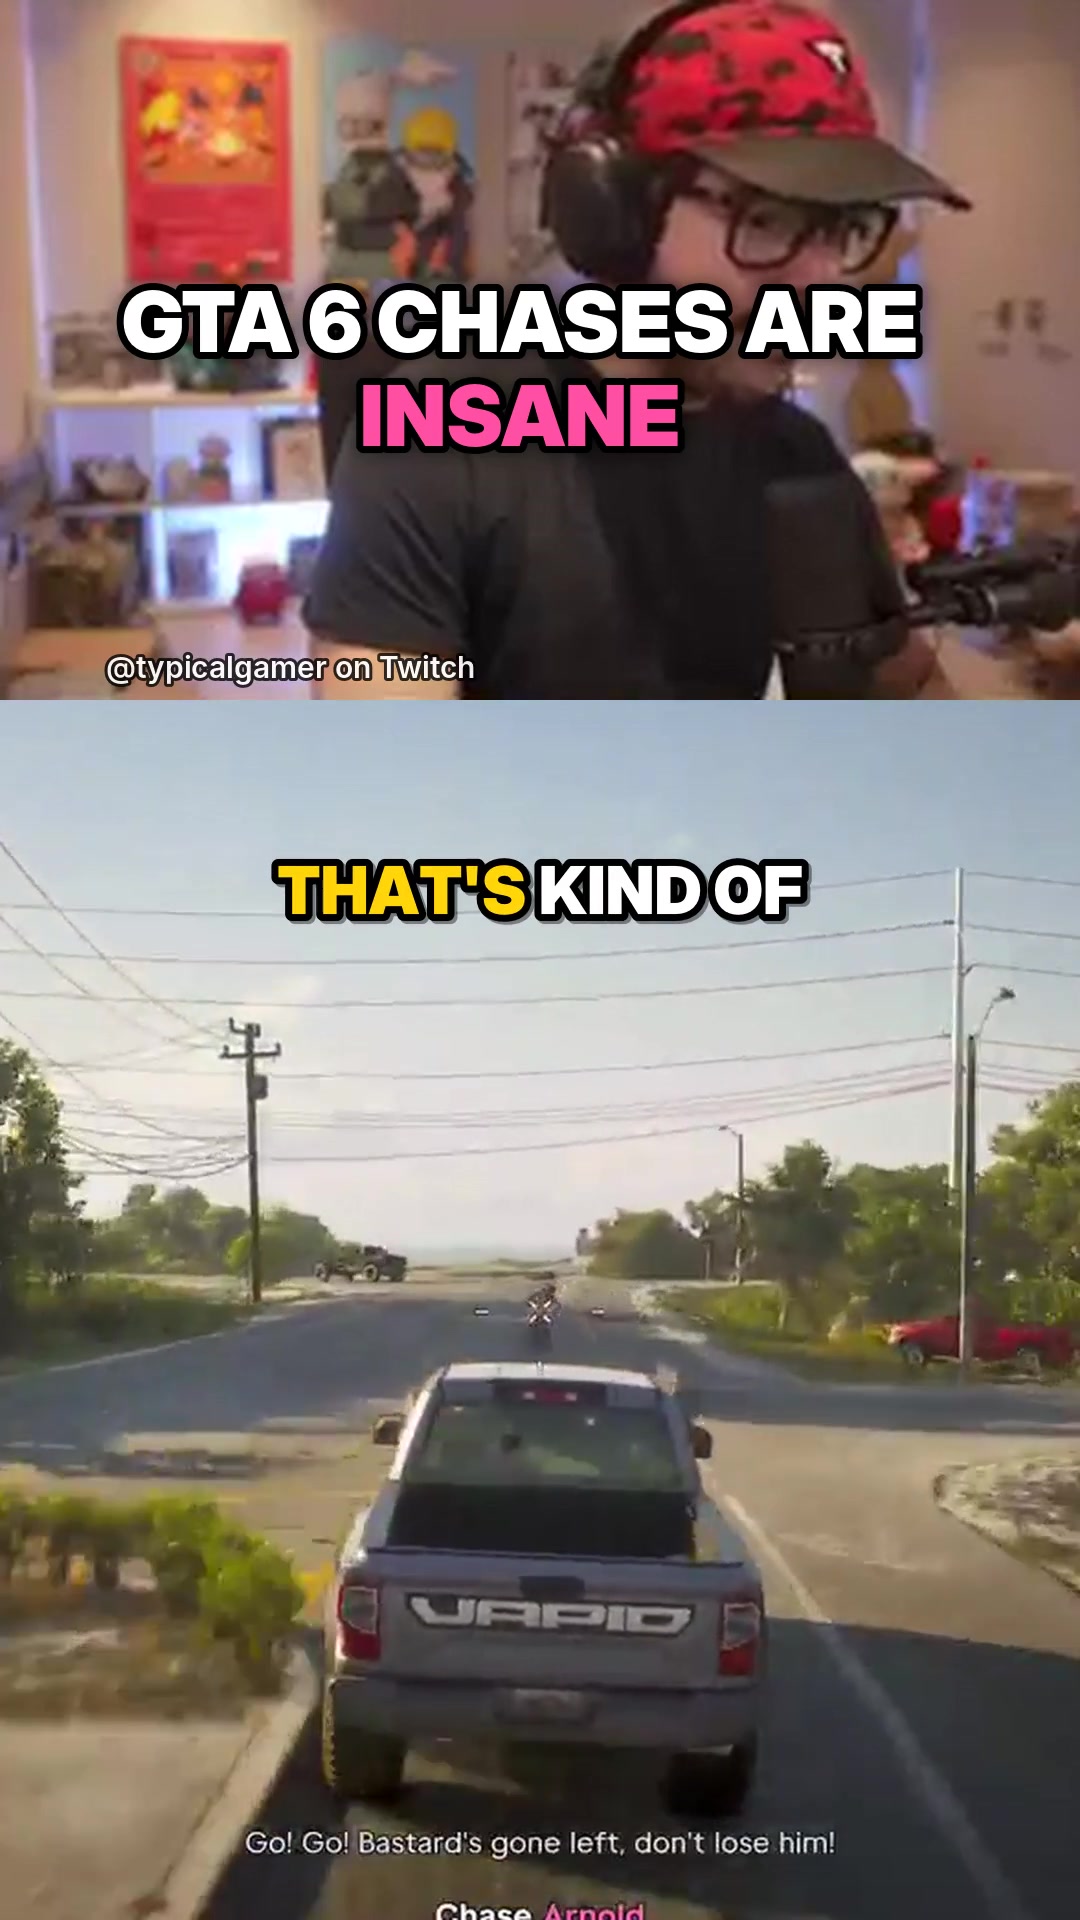 GTA 6 CHASES ARE
INSANE
@typicalgamer on Twitch
THAT'S KIND OF
VAPID
Go! Go! Bastard's gone left, don't lose him!
Chase Arnold